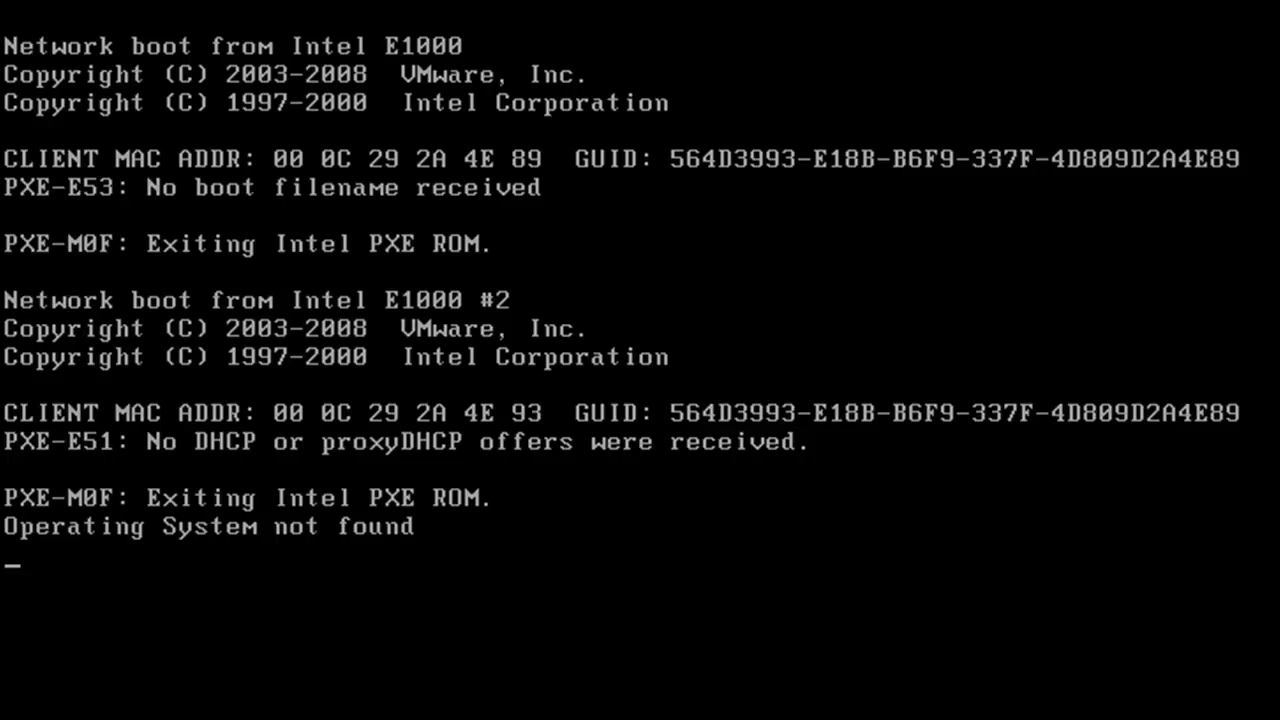 Network boot from Intel E1000
Copyright (C) 2003-2008  VMware, Inc.
Copyright (C) 1997-2000  Intel Corporation
CLIENT MAC ADDR: 00 0C 29 2A 4E 89  GUID: 564D3993-E18B-B6F9-337F-4D809D2A4E89
PXE-E53: No boot filename received
PXE-M0F: Exiting Intel PXE ROM.
Network boot from Intel E1000 #2
Copyright (C) 2003-2008  VMware, Inc.
Copyright (C) 1997-2000  Intel Corporation
CLIENT MAC ADDR: 00 0C 29 2A 4E 93  GUID: 564D3993-E18B-B6F9-337F-4D809D2A4E89
PXE-E51: No DHCP or proxyDHCP offers were received.
PXE-M0F: Exiting Intel PXE ROM.
Operating System not found
_